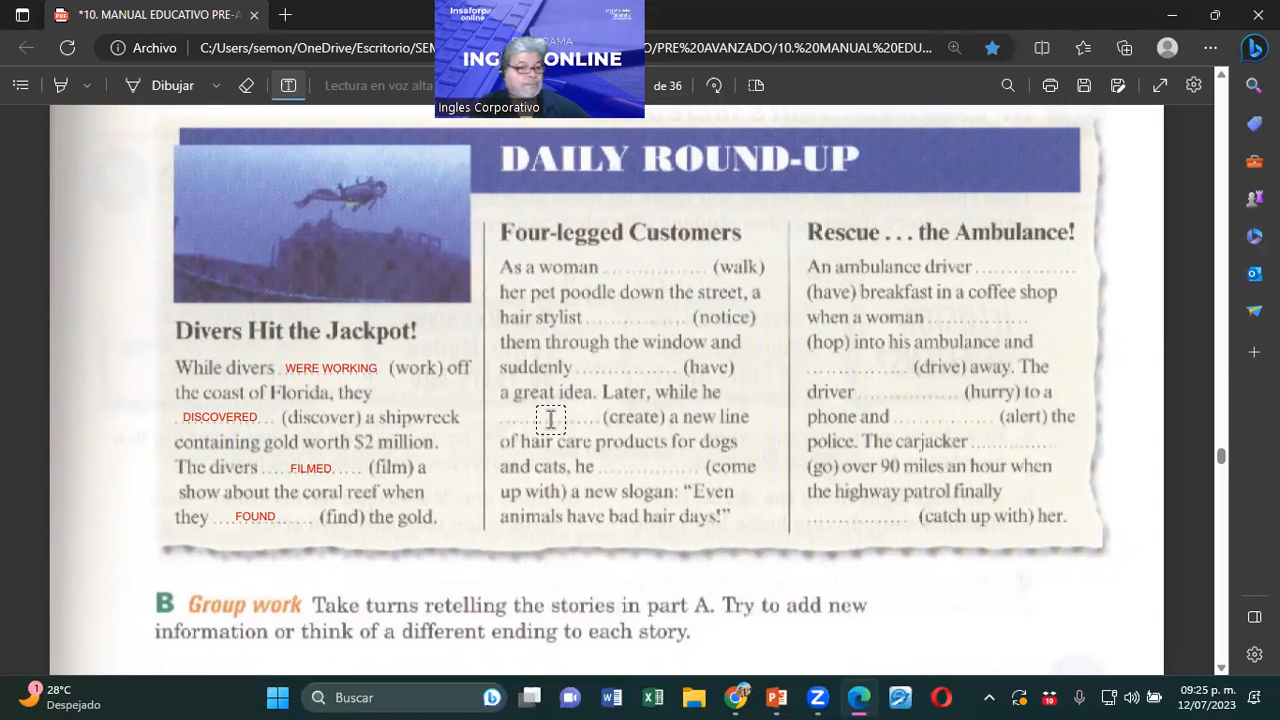 *10. MANUAL EDUCATIVO PRE-A
Archivo
C:/Users/semor/OneDrive/Escritorio/SEM
O/PRE%20AVANZADO/10.%20MANUAL%20EDU...
Dibujar
Lectura en voz alta
de 36
Insaforp
online
INGLES ONLINE
Ingles Corporativo
DAILY ROUND-UP
Divers Hit the Jackpot!
While divers WERE WORKING (work) off
the coast of Florida, they
DISCOVERED (discover) a shipwreck
containing gold worth $2 million.
The divers FILMED (film) a
show about the coral reef when
they FOUND (find) the gold.
Four-legged Customers
As a woman .................. (walk)
her pet poodle down the street, a
hair stylist .................. (notice)
them through the window and
suddenly .................. (have)
a great idea. Later, while he
.................. (create) a new line
of hair care products for dogs
and cats, he .................. (come
up with) a new slogan: “Even
animals have bad hair days!”
Rescue . . . the Ambulance!
An ambulance driver ..................
(have) breakfast in a coffee shop
when a woman ..................
(hop) into his ambulance and
.................. (drive) away. The
driver .................. (hurry) to a
phone and .................. (alert) the
police. The carjacker ..................
(go) over 90 miles an hour when
the highway patrol finally
.................. (catch up with) her.
B Group work Take turns retelling the stories in part A. Try to add new
information or think of a different ending to each story.
1
28°C
Despejado
Buscar
09:25 p. m.
12/07/2023